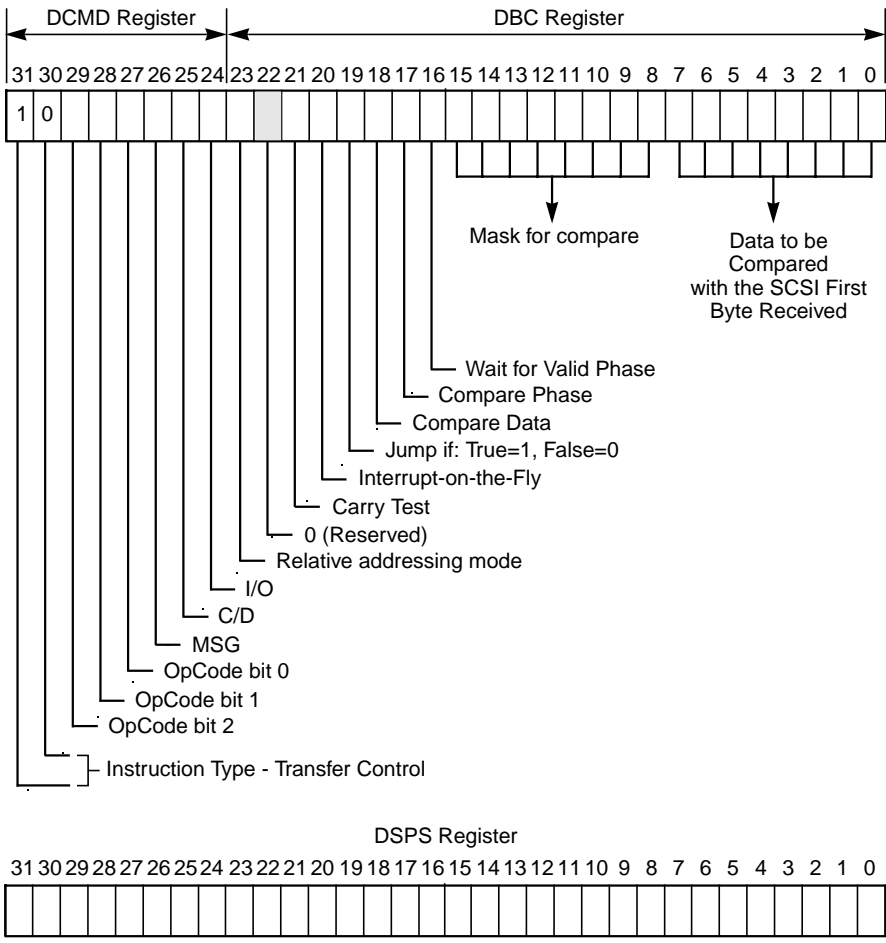 DCMD Register DBC Register
31 30 29 28 27 26 25 24 23 22 21 20 19 18 17 16 15 14 13 12 11 10 9 8 7 6 5 4 3 2 1 0
1 0
Mask for compare
Data to be
Compared
with the SCSI First
Byte Received
Wait for Valid Phase
Compare Phase
Compare Data
Jump if: True=1, False=0
Interrupt-on-the-Fly
Carry Test
0 (Reserved)
Relative addressing mode
I/O
C/D
MSG
OpCode bit 0
OpCode bit 1
OpCode bit 2
Instruction Type - Transfer Control
DSPS Register
31 30 29 28 27 26 25 24 23 22 21 20 19 18 17 16 15 14 13 12 11 10 9 8 7 6 5 4 3 2 1 0